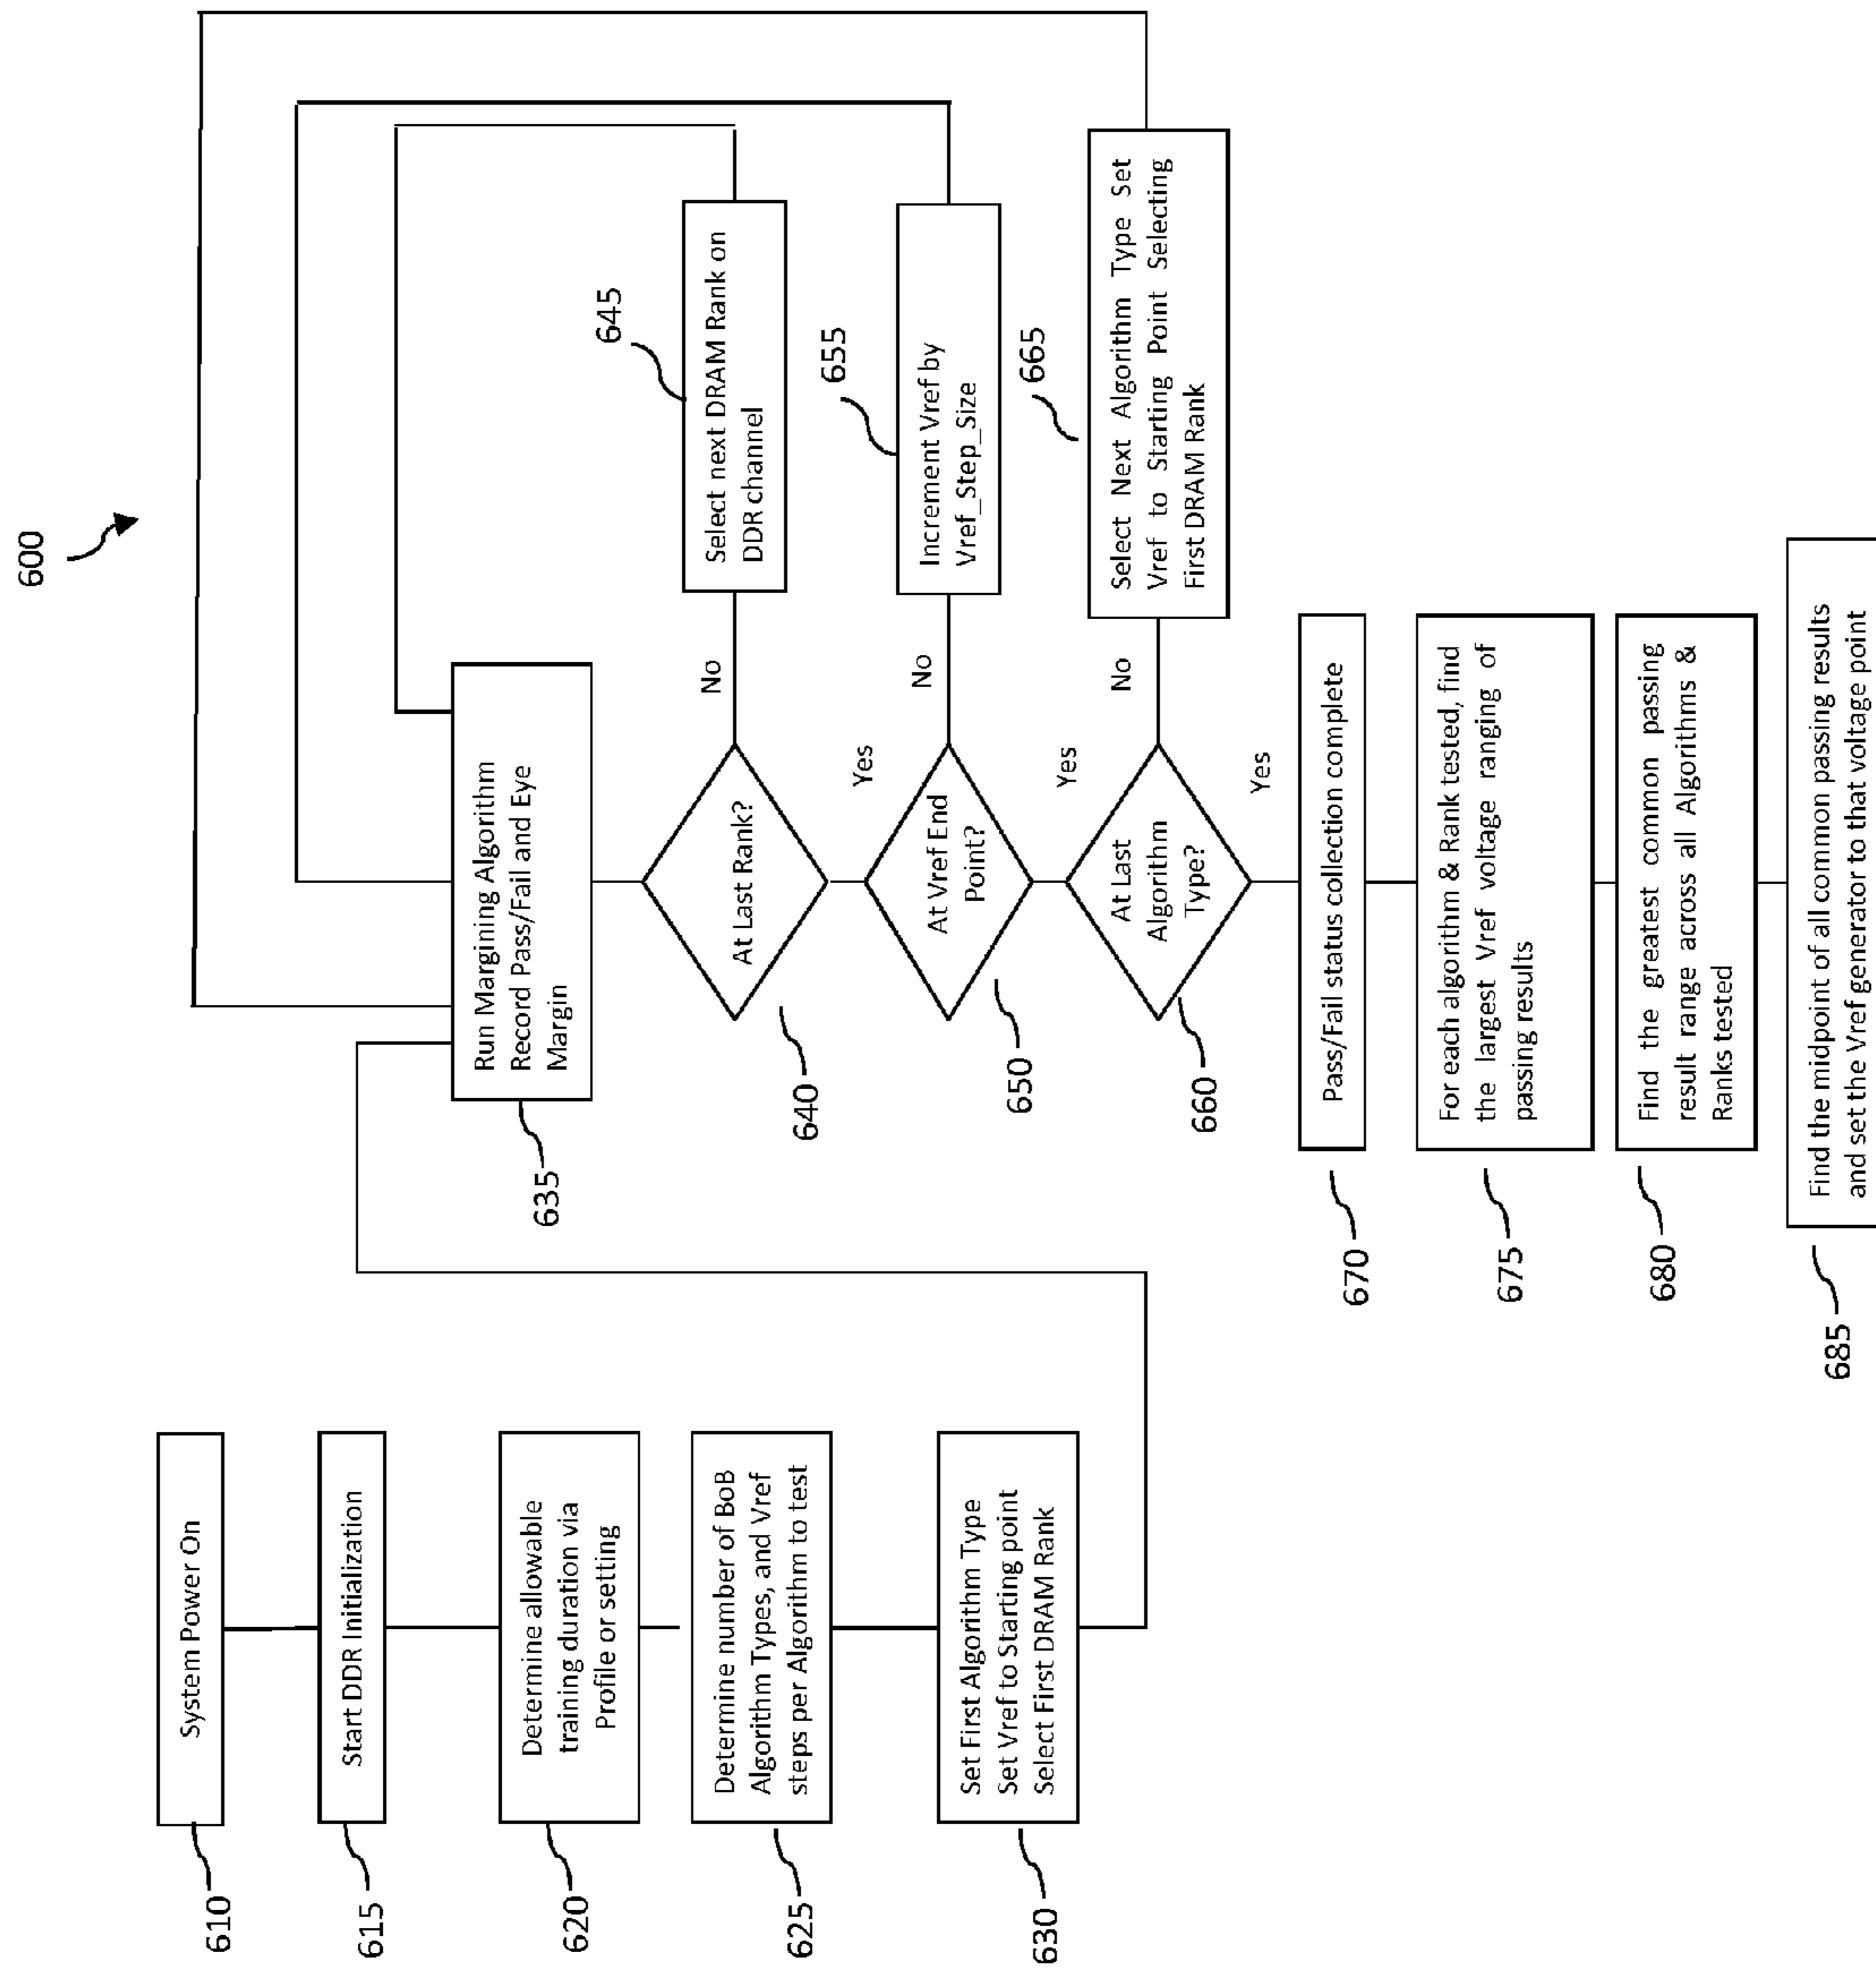 600
System Power On
610
Start DDR Initialization
615
Determine allowable
training duration via
Profile or setting
620
Determine number of BoB
Algorithm Types, and Vref
steps per Algorithm to test
625
Set First Algorithm Type
Set Vref to Starting point
Select First DRAM Rank
630
Run Margining Algorithm
Record Pass/Fail and Eye
Margin
635
At Last Rank?
640
No
Select next DRAM Rank on
DDR channel
645
Yes
At Vref End
Point?
650
No
Increment Vref by
Vref_Step_Size
655
Yes
At Last
Algorithm
Type?
660
No
Select Next Algorithm Type Set
Vref to Starting Point Selecting
First DRAM Rank
665
Yes
Pass/Fail status collection complete
670
For each algorithm & Rank tested, find
the largest Vref voltage ranging of
passing results
675
Find the greatest common passing
result range across all Algorithms &
Ranks tested
680
Find the midpoint of all common passing results
and set the Vref generator to that voltage point
685